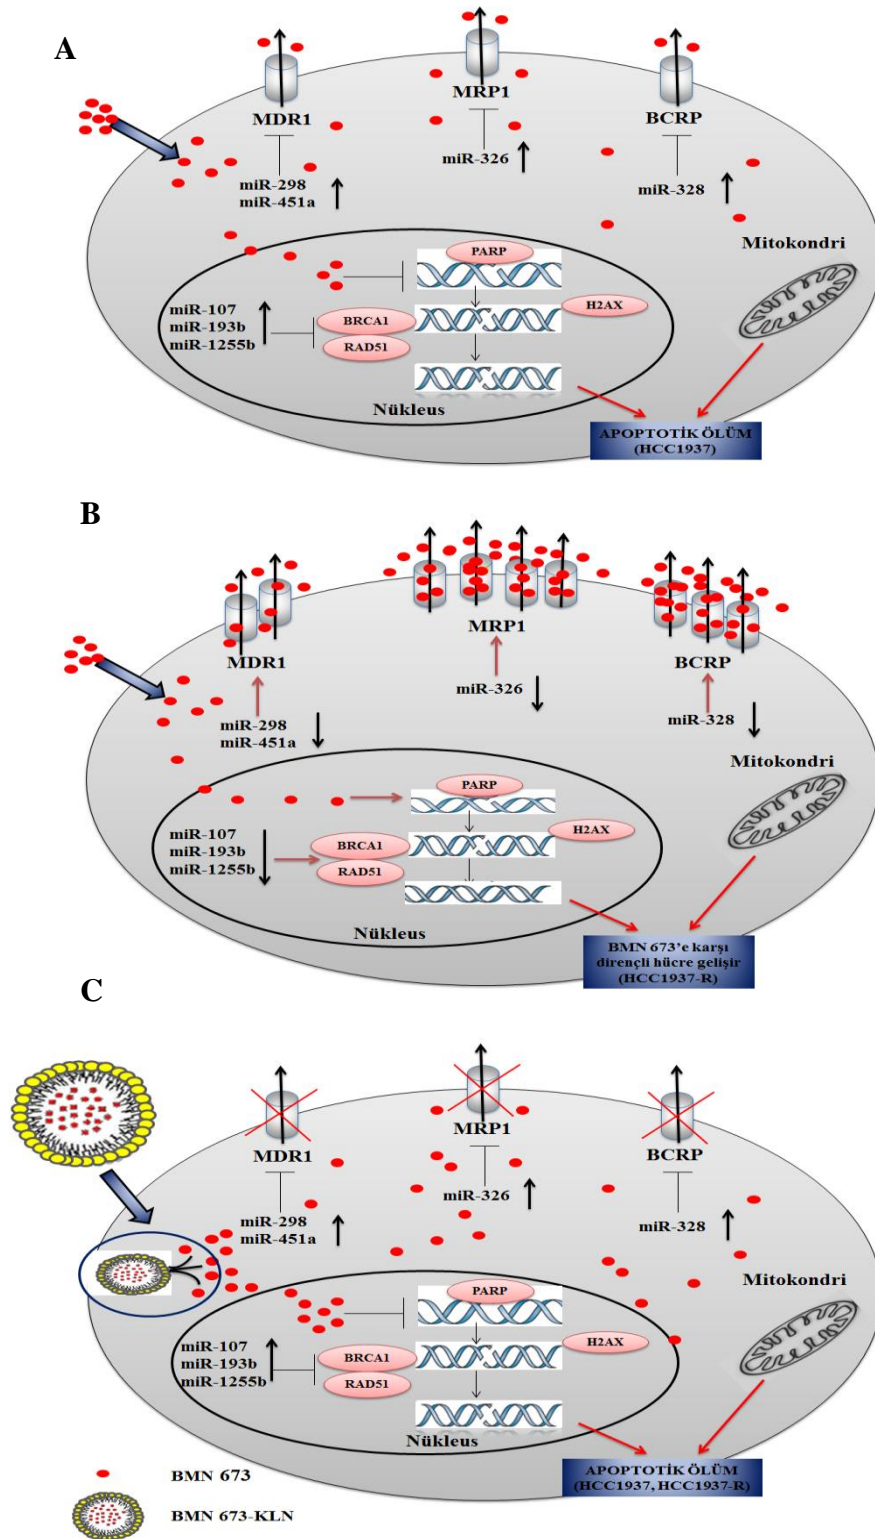 A
MDR1
MRP1
BCRP
miR-298
miR-451a
miR-326
miR-328
Mitokondri
PARP
H2AX
miR-107
miR-193b
miR-1255b
BRCA1
RAD51
Nükleus
APOPTOTİK ÖLÜM
(HCC1937)
B
MDR1
MRP1
BCRP
miR-298
miR-451a
miR-326
miR-328
Mitokondri
PARP
H2AX
miR-107
miR-193b
miR-1255b
BRCA1
RAD51
Nükleus
BMN 673’e karşı
dirençli hücre gelişir
(HCC1937-R)
C
MDR1
MRP1
BCRP
miR-298
miR-451a
miR-326
miR-328
Mitokondri
PARP
H2AX
miR-107
miR-193b
miR-1255b
BRCA1
RAD51
Nükleus
APOPTOTİK ÖLÜM
(HCC1937, HCC1937-R)
BMN 673
BMN 673-KLN